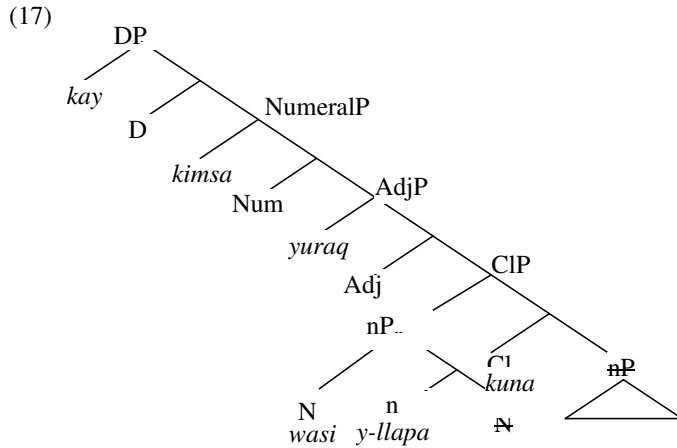 (17)
DP
kay
D
NumeralP
kimsa
Num
AdjP
yuraq
Adj
ClP
nP
Cl
kuna
nP
N
wasi
n
y-llapa
N